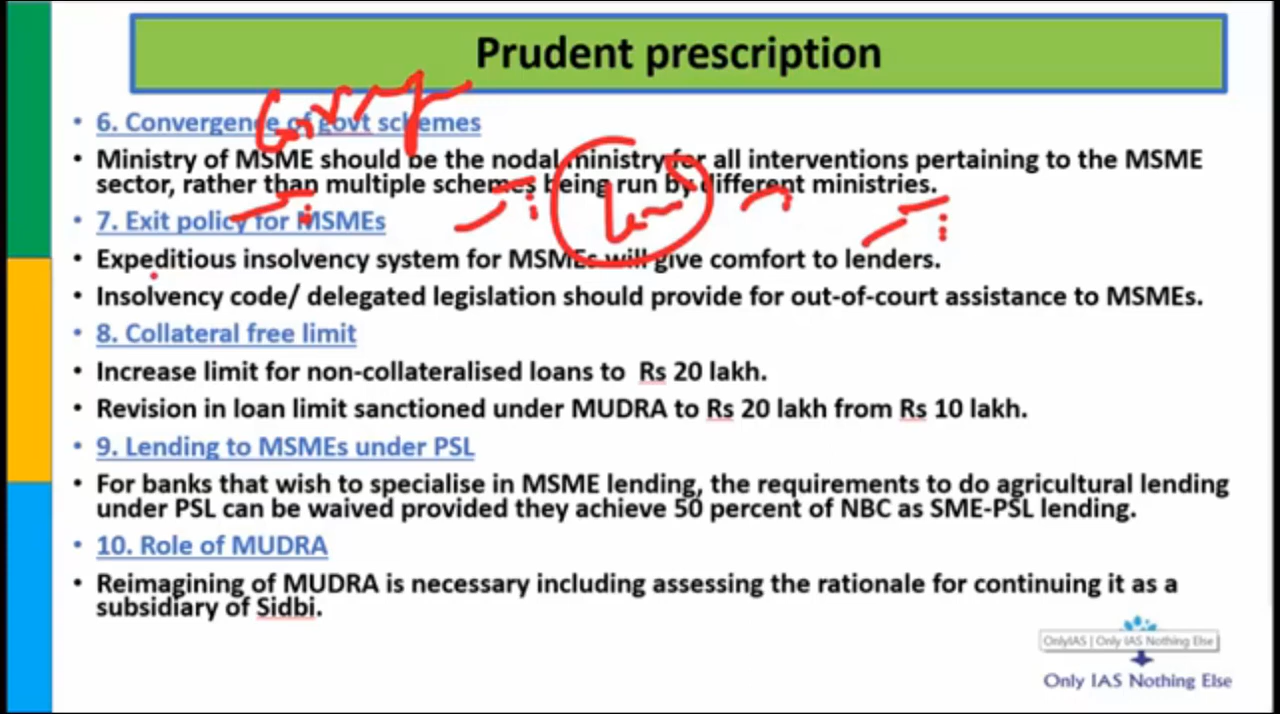 Prudent prescription
• 6. Convergence of govt schemes
• Ministry of MSME should be the nodal ministry for all interventions pertaining to the MSME
sector, rather than multiple schemes being run by different ministries.
• 7. Exit policy for MSMEs
• Expeditious insolvency system for MSMEs will give comfort to lenders.
• Insolvency code/ delegated legislation should provide for out-of-court assistance to MSMEs.
• 8. Collateral free limit
• Increase limit for non-collateralised loans to Rs 20 lakh.
• Revision in loan limit sanctioned under MUDRA to Rs 20 lakh from Rs 10 lakh.
• 9. Lending to MSMEs under PSL
• For banks that wish to specialise in MSME lending, the requirements to do agricultural lending
under PSL can be waived provided they achieve 50 percent of NBC as SME-PSL lending.
• 10. Role of MUDRA
• Reimagining of MUDRA is necessary including assessing the rationale for continuing it as a
subsidiary of Sidbi.
OnlyIAS | Only IAS Nothing Else
Only IAS Nothing Else